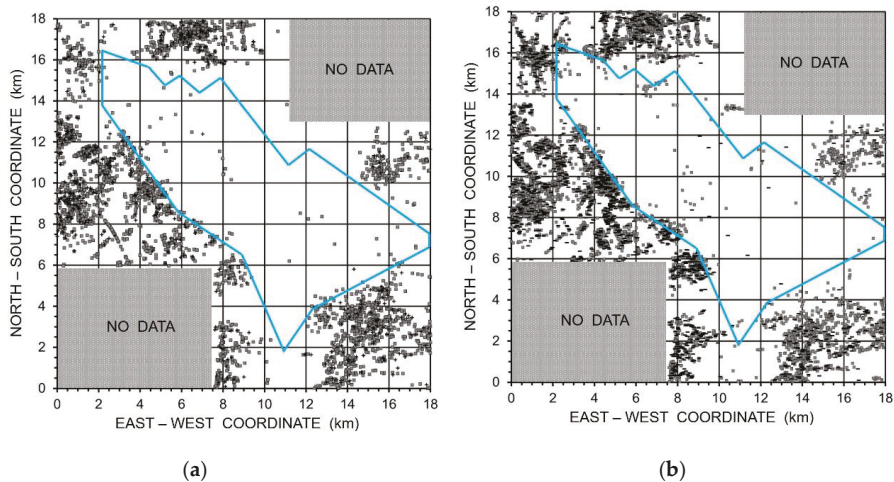 18
16
14
12
10
8
6
4
2
0
NORTH – SOUTH COORDINATE (km)
NO DATA
NO DATA
0 2 4 6 8 10 12 14 16 18
EAST – WEST COORDINATE (km)
(a)
18
16
14
12
10
8
6
4
2
0
NORTH – SOUTH COORDINATE (km)
NO DATA
NO DATA
0 2 4 6 8 10 12 14 16 18
EAST – WEST COORDINATE (km)
(b)